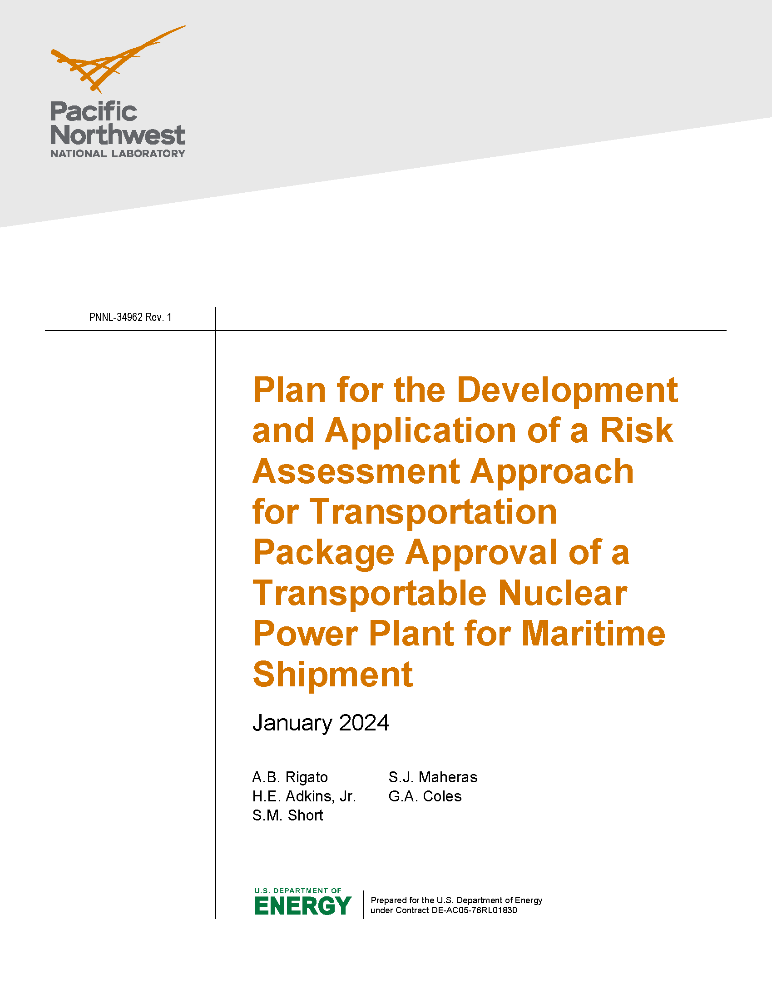 Pacific
Northwest
NATIONAL LABORATORY
PNNL-34962 Rev. 1
Plan for the Development
and Application of a Risk
Assessment Approach
for Transportation
Package Approval of a
Transportable Nuclear
Power Plant for Maritime
Shipment
January 2024
A.B. Rigato
H.E. Adkins, Jr.
S.M. Short
S.J. Maheras
G.A. Coles
U.S. DEPARTMENT OF
ENERGY
Prepared for the U.S. Department of Energy
under Contract DE-AC05-76RL01830